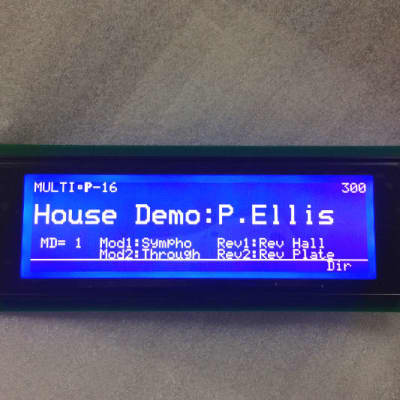 MULTI▪P-16 300
House Demo:P.Ellis
MD= 1 Mod1:Sympho Rev1:Rev Hall
Mod2:Through Rev2:Rev Plate
Dir